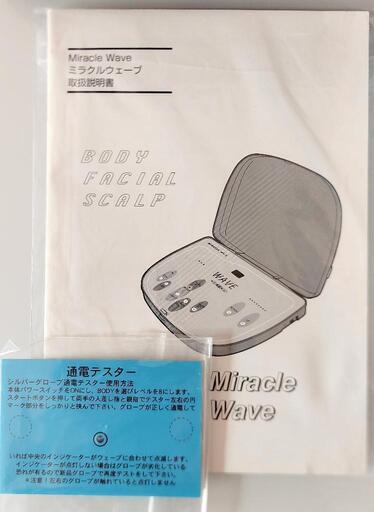 Miracle Wave
ミラクルウェーブ
取扱説明書
BODY
FACIAL
SCALP
WAVE
Miracle
Wave
通電テスター
シルバーグローブ通電テスター使用方法
本体パワースイッチをONにし、BODYを選びレベルを8にします。
スタートボタンを押して両手の人差し指と親指でテスター左右の円
マーク部分をしっかりと挟んで下さい。グローブが正しく通電して
いれば中央のインジケーターがウェーブに合わせて点滅します。
インジケーターが点灯しない場合はグローブが劣化している
恐れが有るので新品グローブで再度テストをして下さい。
*注意!左右のグローブが触れていると点灯しません